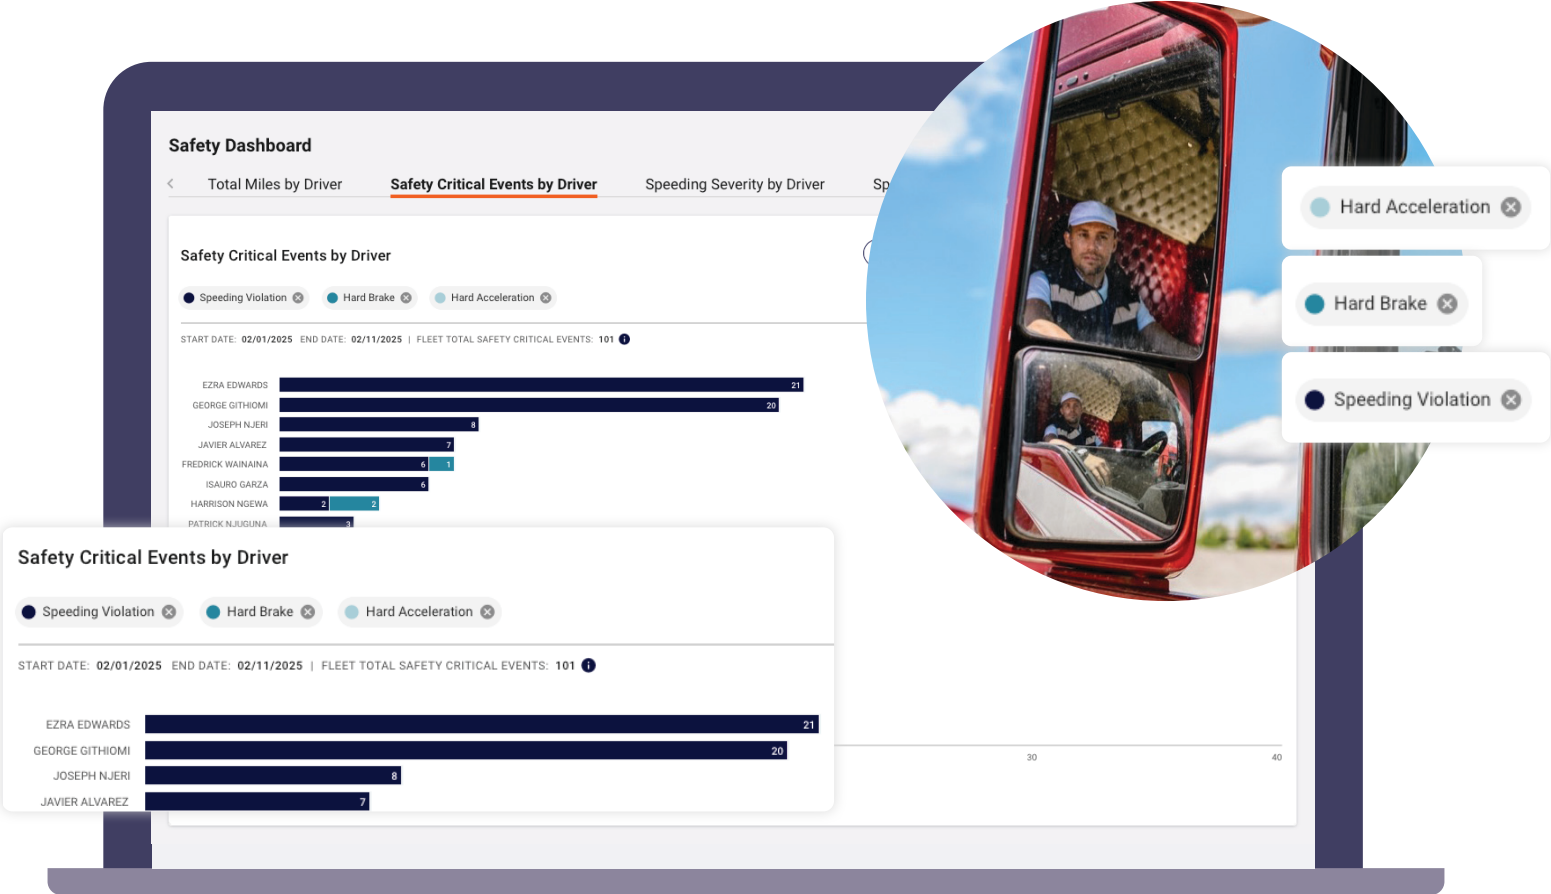 Safety Dashboard
Total Miles by Driver Safety Critical Events by Driver Speeding Severity by Driver Sp
Safety Critical Events by Driver
Speeding Violation Hard Brake Hard Acceleration
START DATE: 02/01/2025 END DATE: 02/11/2025 | FLEET TOTAL SAFETY CRITICAL EVENTS: 101
EZRA EDWARDS 21
GEORGE GITHIOMI 20
JOSEPH NJERI 8
JAVIER ALVAREZ 7
FREDRICK WAINAINA 6 1
ISAURO GARZA 6
HARRISON NGEWA 2 2
PATRICK NJUGUNA 3
30 40
Hard Acceleration
Hard Brake
Speeding Violation
Safety Critical Events by Driver
Speeding Violation Hard Brake Hard Acceleration
START DATE: 02/01/2025 END DATE: 02/11/2025 | FLEET TOTAL SAFETY CRITICAL EVENTS: 101
EZRA EDWARDS 21
GEORGE GITHIOMI 20
JOSEPH NJERI 8
JAVIER ALVAREZ 7